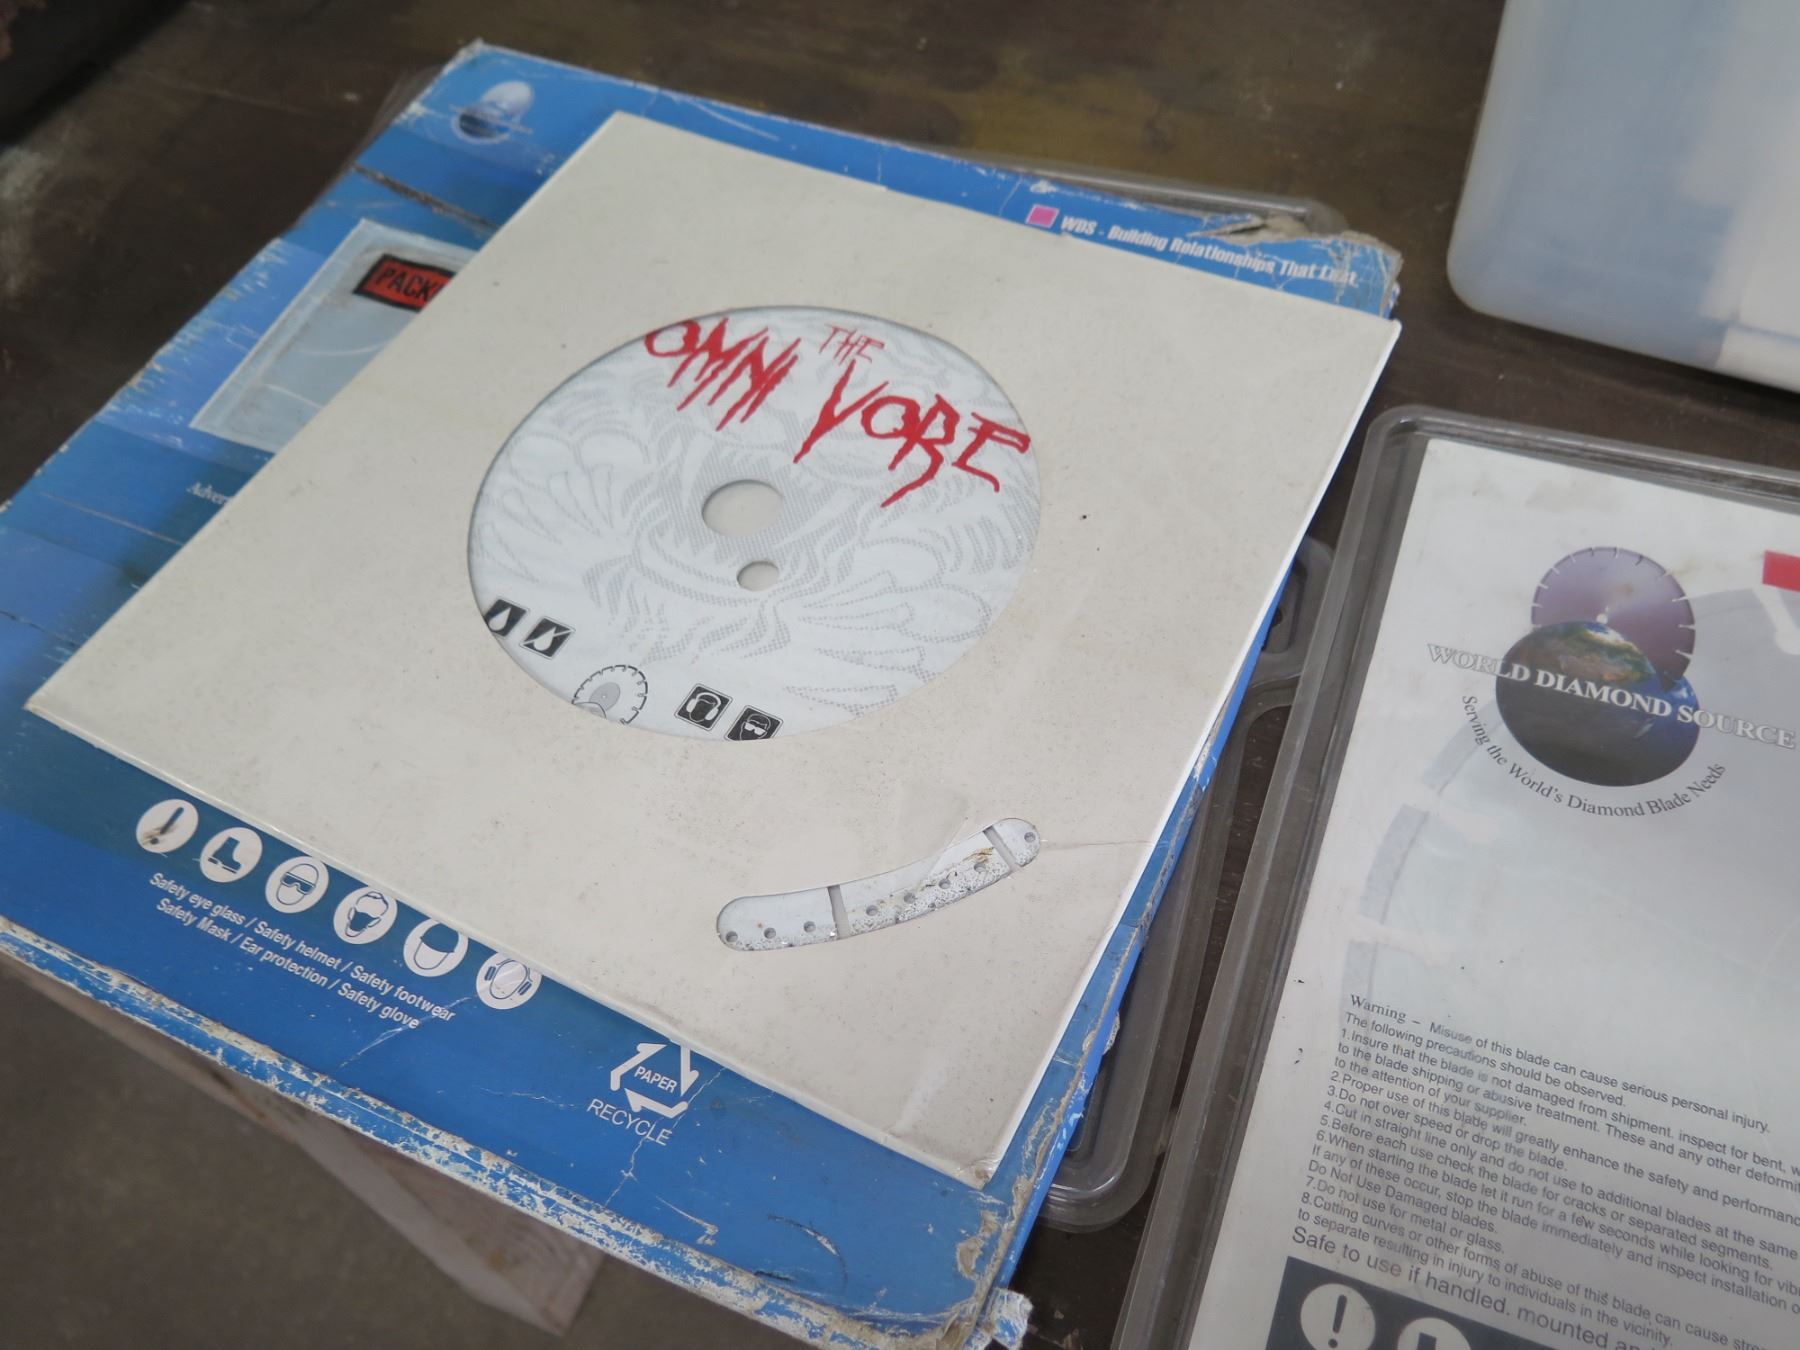 WDS - Building Relationships That Last
PACK
THE
OMNI VORE
Safety eye glass / Safety helmet / Safety footwear
Safety Mask / Ear protection / Safety glove
PAPER
RECYCLE
WORLD DIAMOND SOURCE
Serving the World's Diamond Blade Needs
Warning – Misuse of this blade can cause serious personal injury.
The following precautions should be observed.
1.Insure that the blade is not damaged from shipment. inspect for bent,
to the blade shipping or abusive treatment. These and any other
to the attention of your supplier.
2.Proper use of this blade will greatly enhance the safety and
3.Do not over speed or drop the blade.
4.Cut in straight line only and do not use to additional blades at the same
5.Before each use check the blade for cracks or separated segments.
6.When starting the blade let it run for a few seconds while looking for
If any of these occur, stop the blade immediately and inspect installation
Do Not Use Damaged blades.
7.Do not use for metal or glass.
8.Cutting curves or other forms of abuse of this blade can cause
to separate resulting in injury to individuals in the vicinity.
Safe to use if handled. mounted